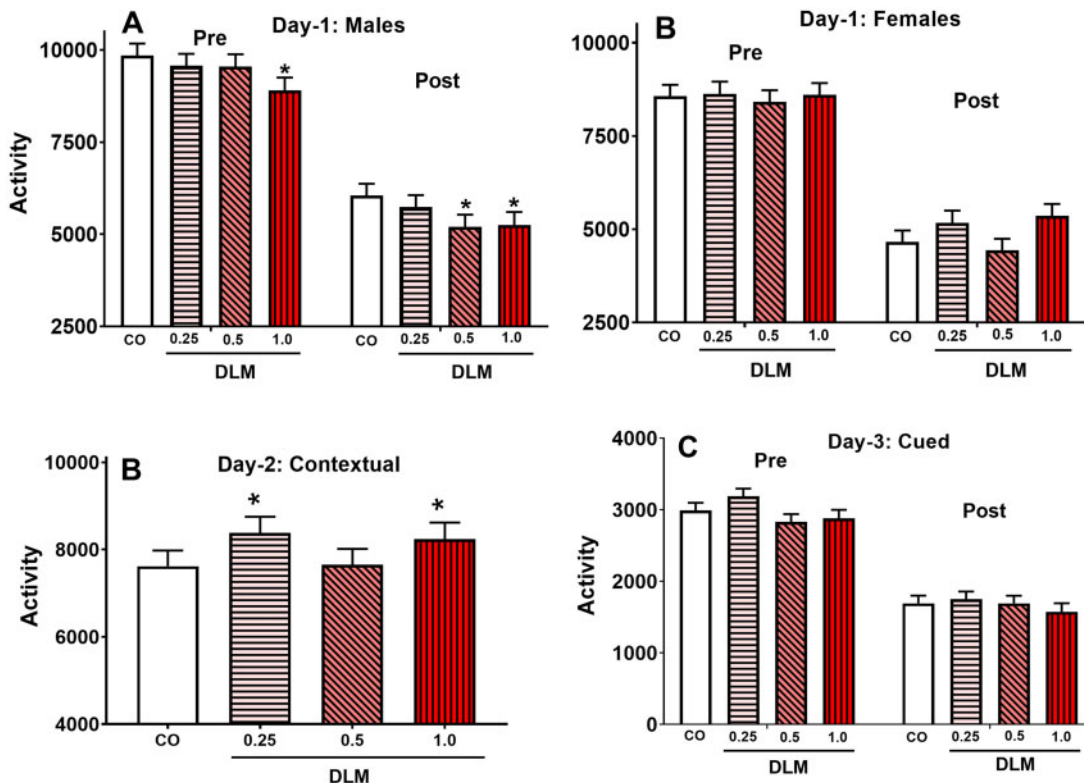 A
Day-1: Males
Pre
Post
*
*
*
Activity
10000
7500
5000
2500
CO
0.25
0.5
1.0
CO
0.25
0.5
1.0
DLM
DLM
B
Day-1: Females
Pre
Post
10000
7500
5000
2500
CO
0.25
0.5
1.0
CO
0.25
0.5
1.0
DLM
DLM
B
Day-2: Contextual
*
*
Activity
10000
8000
6000
4000
CO
0.25
0.5
1.0
DLM
C
Day-3: Cued
Pre
Post
Activity
4000
3000
2000
1000
0
CO
0.25
0.5
1.0
CO
0.25
0.5
1.0
DLM
DLM